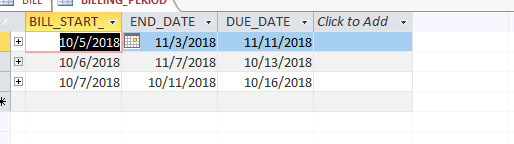 BILL BILLING_PERIOD
BILL_START_ END_DATE DUE_DATE Click to Add
10/5/2018 11/3/2018 11/11/2018
10/6/2018 11/7/2018 10/13/2018
10/7/2018 10/11/2018 10/16/2018